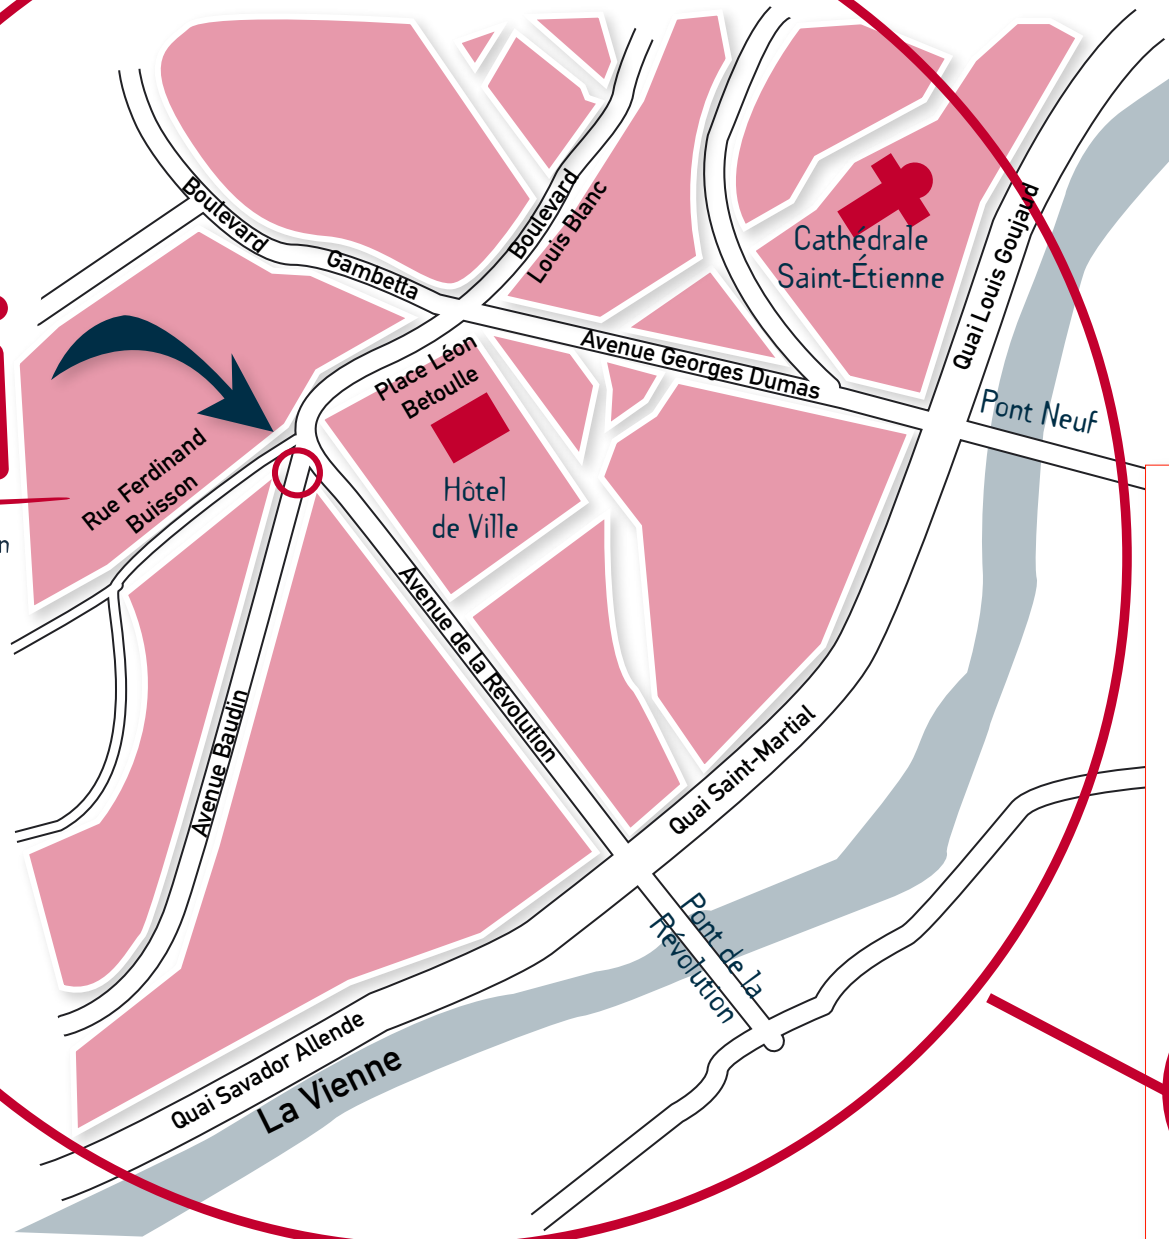 Boulevard
Gambetta
Boulevard
Louis Blanc
Cathédrale
Saint-Étienne
Quai Louis Goujaud
Avenue Georges Dumas
Place Léon
Betoulle
Pont Neuf
Rue Ferdinand
Buisson
Hôtel
de Ville
n
Avenue de la Révolution
Avenue Baudin
Quai Saint-Martial
Pont de la
Révolution
Quai Savador Allende
La Vienne